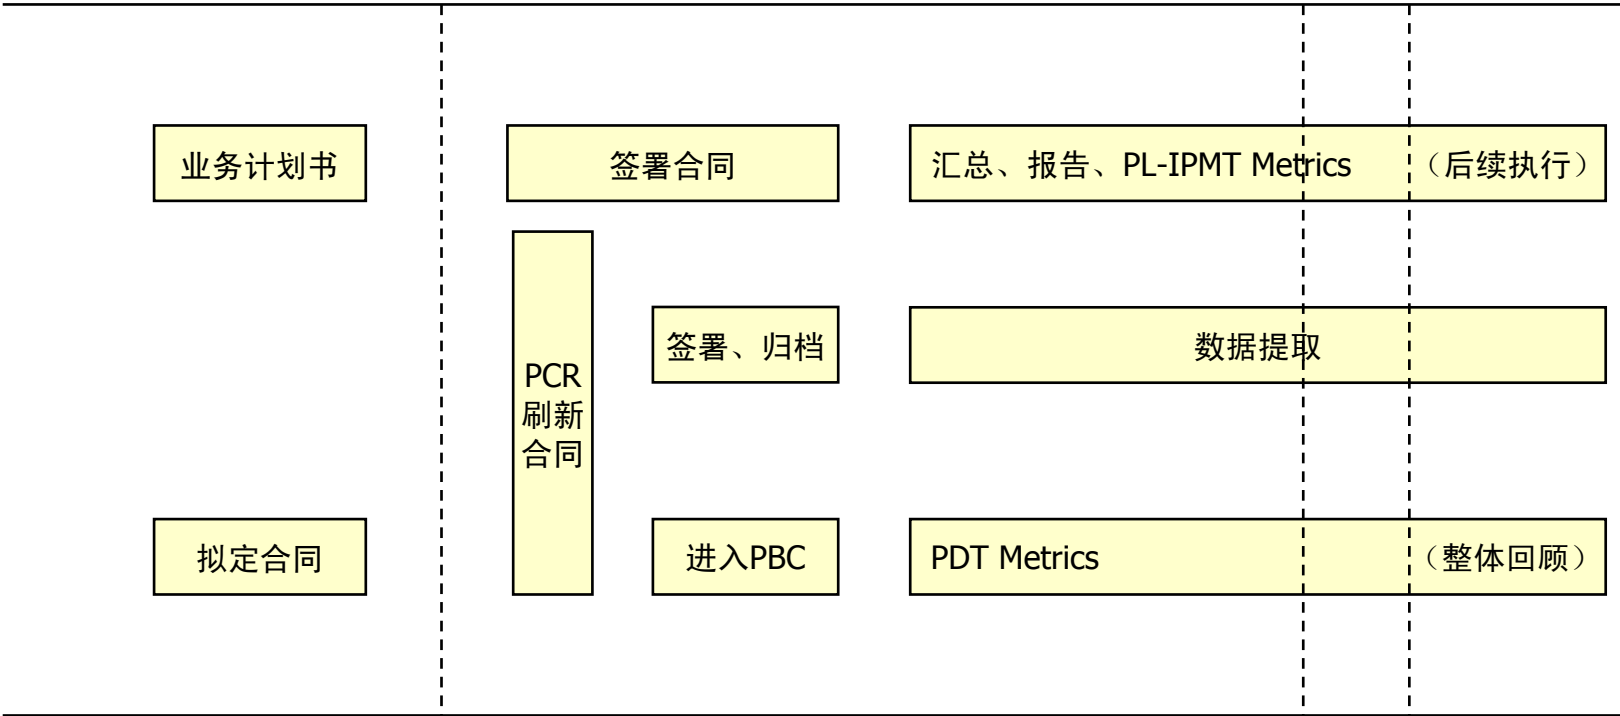 业务计划书
签署合同
汇总、报告、PL-IPMT Metrics （后续执行）
PCR
刷新
合同
签署、归档
数据提取
拟定合同
进入PBC
PDT Metrics （整体回顾）